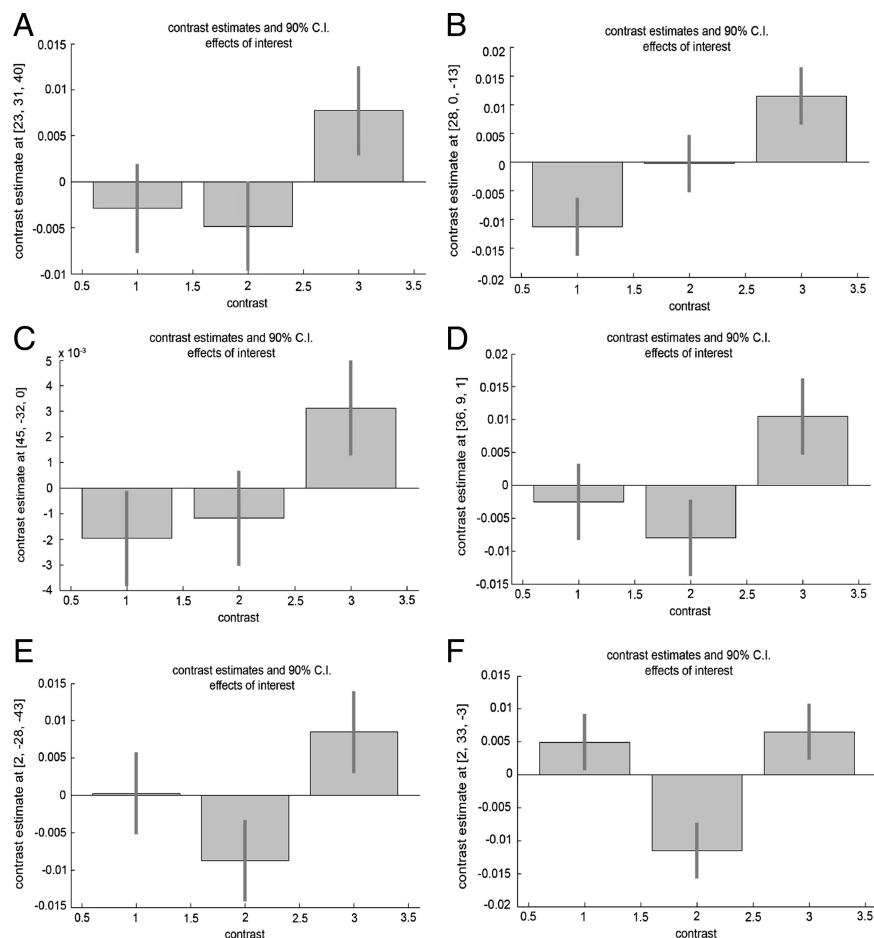 A
contrast estimates and 90% C.I.
effects of interest
contrast estimate at [23, 31, 40]
0.015
0.01
0.005
0
-0.005
-0.01
0.5 1 1.5 2 2.5 3 3.5
contrast
B
contrast estimates and 90% C.I.
effects of interest
contrast estimate at [28, 0, -13]
0.02
0.015
0.01
0.005
0
-0.005
-0.01
-0.015
-0.02
0.5 1 1.5 2 2.5 3 3.5
contrast
C
contrast estimates and 90% C.I.
effects of interest
x 10-3
contrast estimate at [45, -32, 0]
5
4
3
2
1
0
-1
-2
-3
-4
0.5 1 1.5 2 2.5 3 3.5
contrast
D
contrast estimates and 90% C.I.
effects of interest
contrast estimate at [36, 9, 1]
0.02
0.015
0.01
0.005
0
-0.005
-0.01
-0.015
0.5 1 1.5 2 2.5 3 3.5
contrast
E
contrast estimates and 90% C.I.
effects of interest
contrast estimate at [2, -28, -43]
0.015
0.01
0.005
0
-0.005
-0.01
-0.015
0.5 1 1.5 2 2.5 3 3.5
contrast
F
contrast estimates and 90% C.I.
effects of interest
contrast estimate at [2, 33, -3]
0.015
0.01
0.005
0
-0.005
-0.01
-0.015
-0.02
0.5 1 1.5 2 2.5 3 3.5
contrast